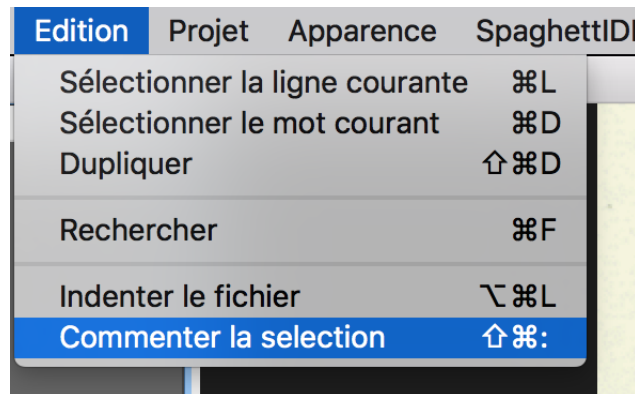 Edition Projet Apparence SpaghettID
Sélectionner la ligne courante ⌘L
Sélectionner le mot courant ⌘D
Dupliquer ⇧⌘D
Rechercher ⌘F
Indenter le fichier ⌥⌘L
Commenter la selection ⇧⌘: